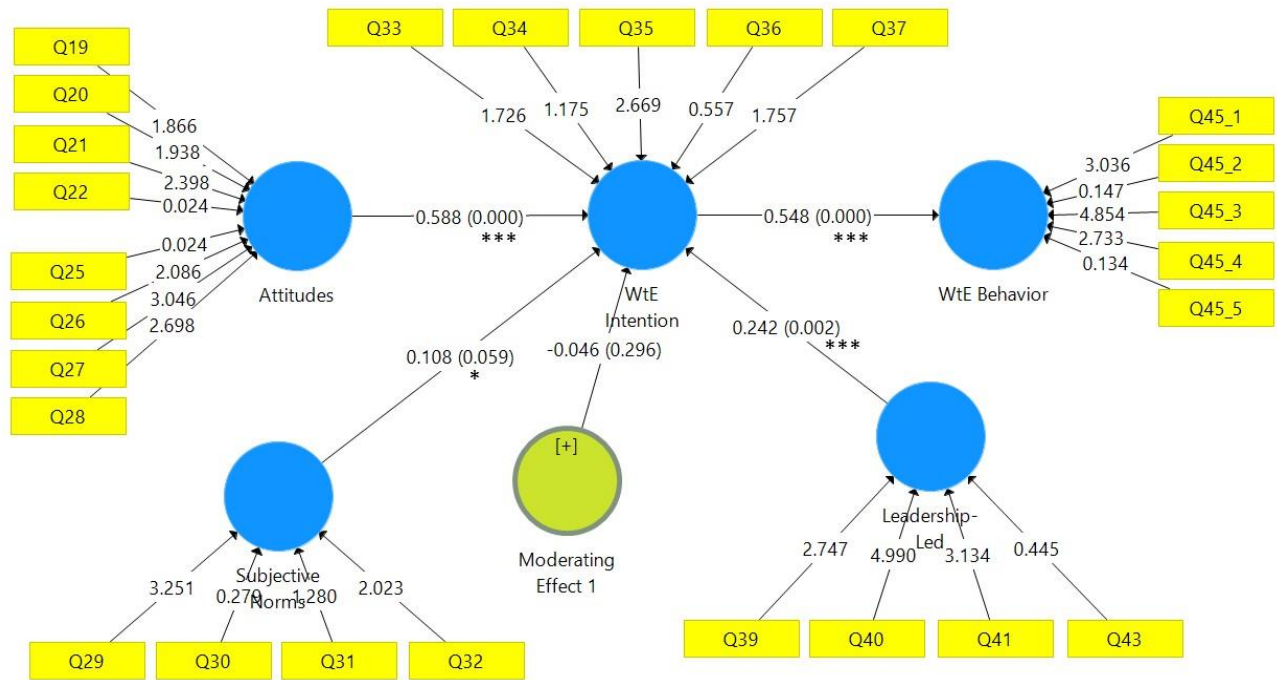 Q33
Q34
Q35
Q36
Q37
1.726
1.175
2.669
0.557
1.757
Q19
Q20
Q21
Q22
1.866
1.938
2.398
0.024
Q25
Q26
Q27
Q28
0.024
2.086
3.046
2.698
Attitudes
0.588 (0.000)
***
WtE
Intention
0.548 (0.000)
***
WtE Behavior
Q45_1
Q45_2
Q45_3
Q45_4
Q45_5
3.036
0.147
4.854
2.733
0.134
0.108 (0.059)
*
-0.046 (0.296)
0.242 (0.002)
***
[+]
Moderating
Effect 1
Subjective
Norms
3.251
0.279
1.280
2.023
Q29
Q30
Q31
Q32
Leadership-
Led
2.747
4.990
3.134
0.445
Q39
Q40
Q41
Q43